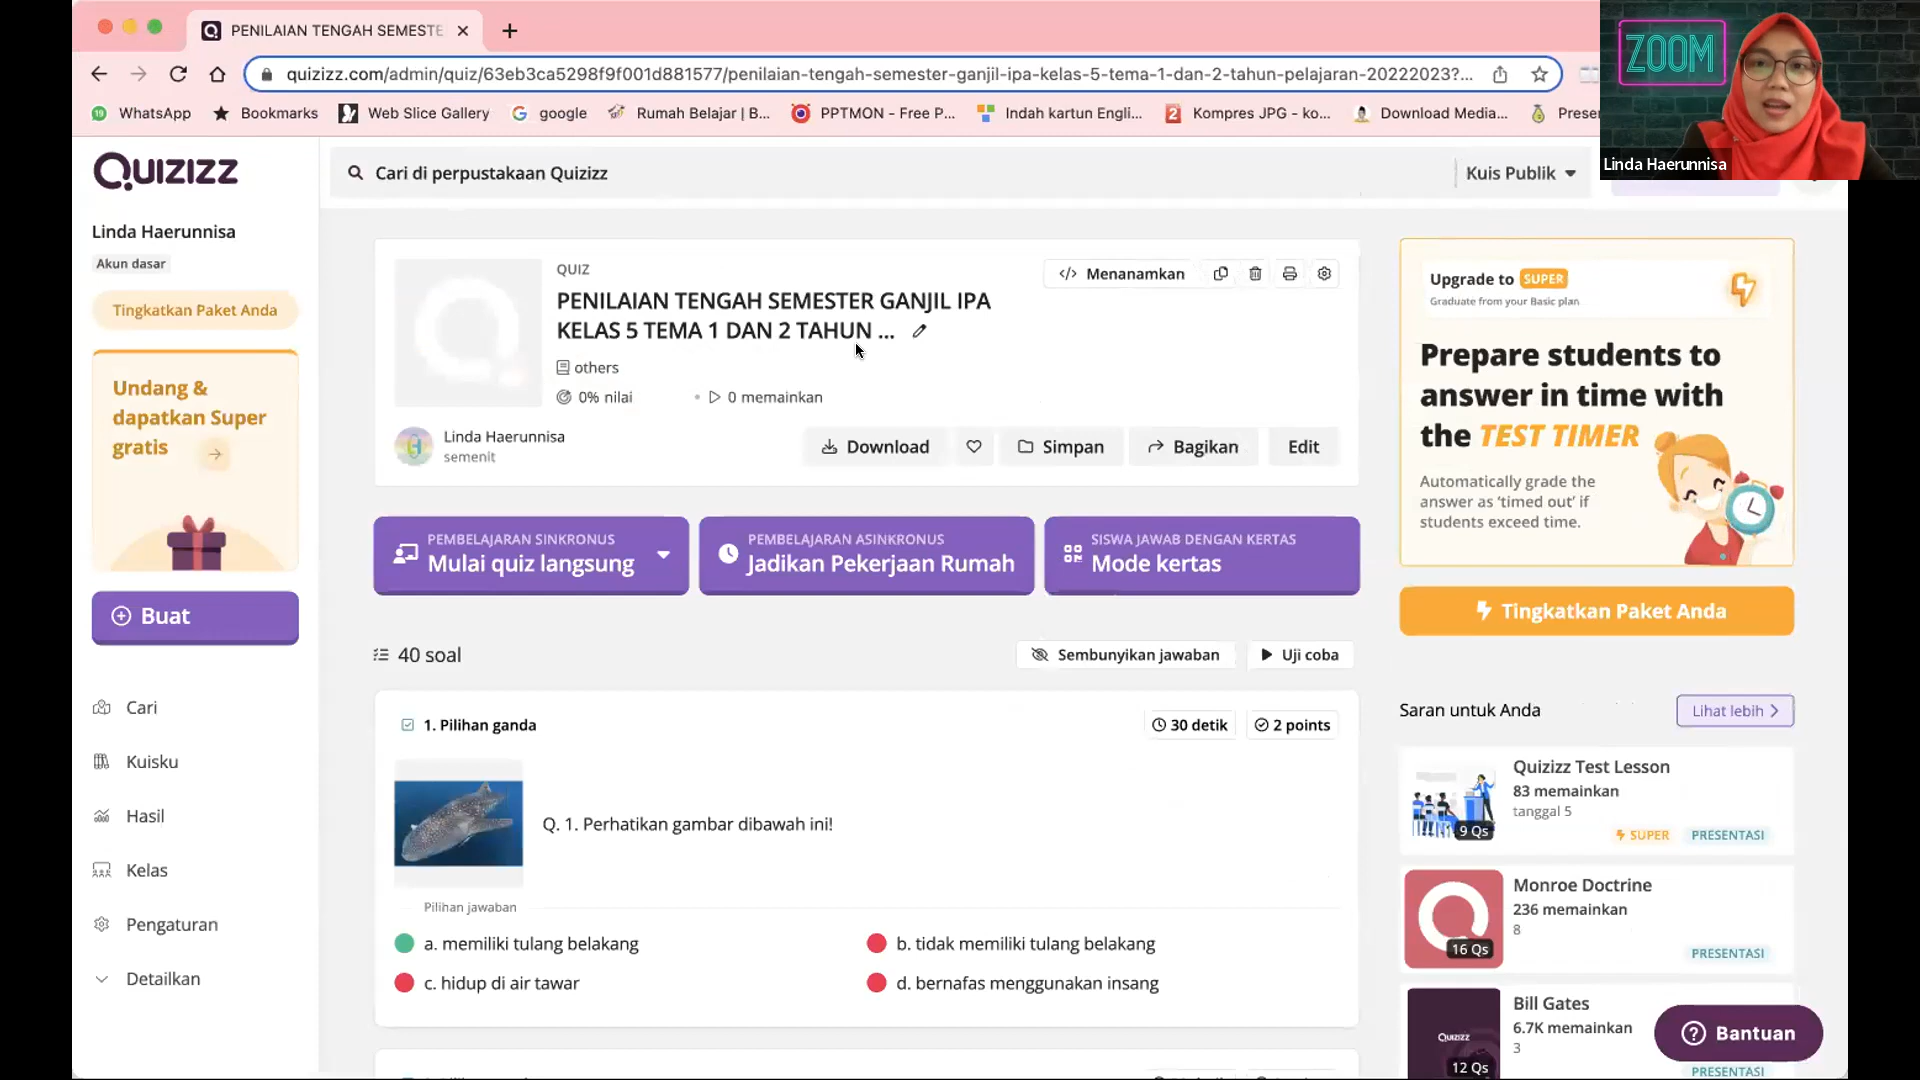 PENILAIAN TENGAH SEMESTE
quizizz.com/admin/quiz/63eb3ca5298f9f001d881577/penilaian-tengah-semester-ganjil-ipa-kelas-5-tema-1-dan-2-tahun-pelajaran-20222023?...
19 WhatsApp
Bookmarks
Web Slice Gallery
google
Rumah Belajar | B...
PPTMON - Free P...
Indah kartun Engli...
Kompres JPG - ko...
Download Media...
Preser
ZOOM
Linda Haerunnisa
QUIZIZZ
Cari di perpustakaan Quizizz
Kuis Publik
Linda Haerunnisa
Akun dasar
Tingkatkan Paket Anda
Undang &
dapatkan Super
gratis
Buat
Cari
Kuisku
Hasil
Kelas
Pengaturan
Detailkan
QUIZ
Menanamkan
PENILAIAN TENGAH SEMESTER GANJIL IPA
KELAS 5 TEMA 1 DAN 2 TAHUN ...
others
0% nilai
• 0 memainkan
Linda Haerunnisa
semenit
Download
Simpan
Bagikan
Edit
PEMBELAJARAN SINKRONUS
Mulai quiz langsung
PEMBELAJARAN ASINKRONUS
Jadikan Pekerjaan Rumah
SISWA JAWAB DENGAN KERTAS
Mode kertas
40 soal
Sembunyikan jawaban
Uji coba
1. Pilihan ganda
30 detik
2 points
Q. 1. Perhatikan gambar dibawah ini!
Pilihan jawaban
a. memiliki tulang belakang
b. tidak memiliki tulang belakang
c. hidup di air tawar
d. bernafas menggunakan insang
Upgrade to SUPER
Graduate from your Basic plan
Prepare students to
answer in time with
the TEST TIMER
Automatically grade the
answer as ‘timed out’ if
students exceed time.
Tingkatkan Paket Anda
Saran untuk Anda
Lihat lebih
Quizizz Test Lesson
83 memainkan
tanggal 5
9 Qs
SUPER
PRESENTASI
Monroe Doctrine
236 memainkan
8
16 Qs
PRESENTASI
Bill Gates
6.7K memainkan
3
QUIZIZZ
12 Qs
PRESENTASI
Bantuan